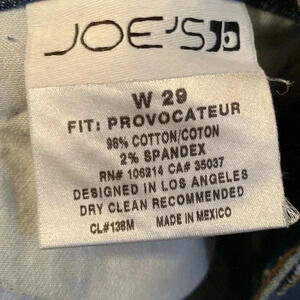 JOE'S
W 29
FIT: PROVOCATEUR
98% COTTON/COTON
2% SPANDEX
RN# 106214 CA# 35037
DESIGNED IN LOS ANGELES
DRY CLEAN RECOMMENDED
CL#138M MADE IN MEXICO